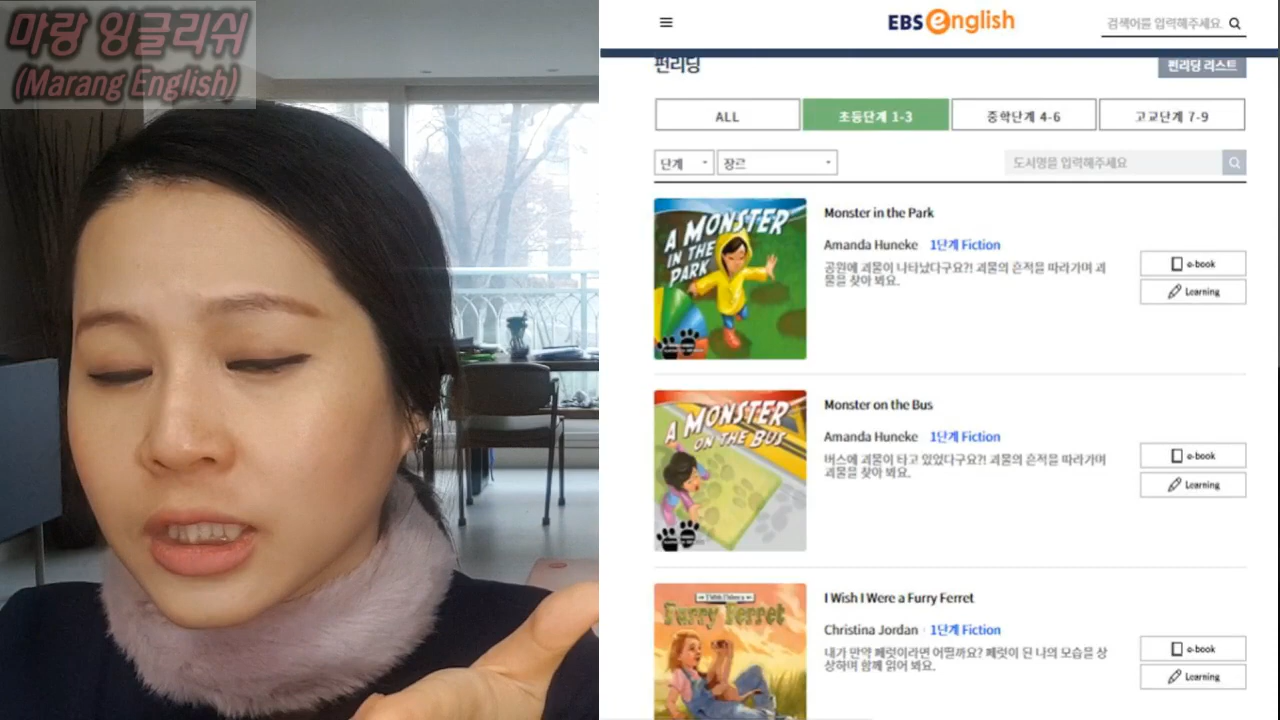 마랑 잉글리쉬
(Marang English)
EBS english
검색어를 입력해주세요.
펀리딩
펀리딩 리스트
ALL
초등단계 1-3
중학단계 4-6
고교단계 7-9
단계
장르
도서명을 입력해주세요
A MONSTER
IN THE
PARK
Monster in the Park
Amanda Huneke 1단계 Fiction
공원에 괴물이 나타났다구요?! 괴물의 흔적을 따라가며 괴
물을 찾아 봐요.
e-book
Learning
A MONSTER
ON THE BUS
Monster on the Bus
Amanda Huneke 1단계 Fiction
버스에 괴물이 타고 있었다구요?! 괴물의 흔적을 따라가며
괴물을 찾아 봐요.
e-book
Learning
I Wish I Were a
Furry Ferret
I Wish I Were a Furry Ferret
Christina Jordan 1단계 Fiction
내가 만약 페럿이라면 어떨까요? 페럿이 된 나의 모습을 상
상하며 함께 읽어 봐요.
e-book
Learning